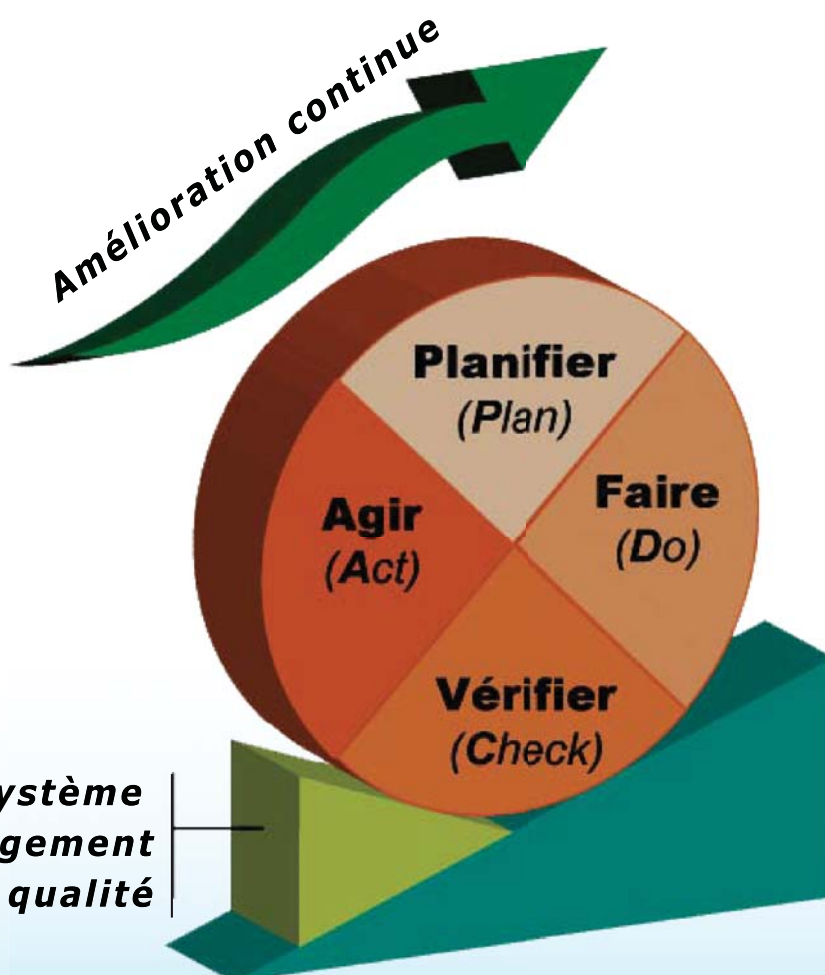 Amélioration continue
Planifier
(Plan)
Faire
(Do)
Agir
(Act)
Vérifier
(Check)
ystème
gement
qualité